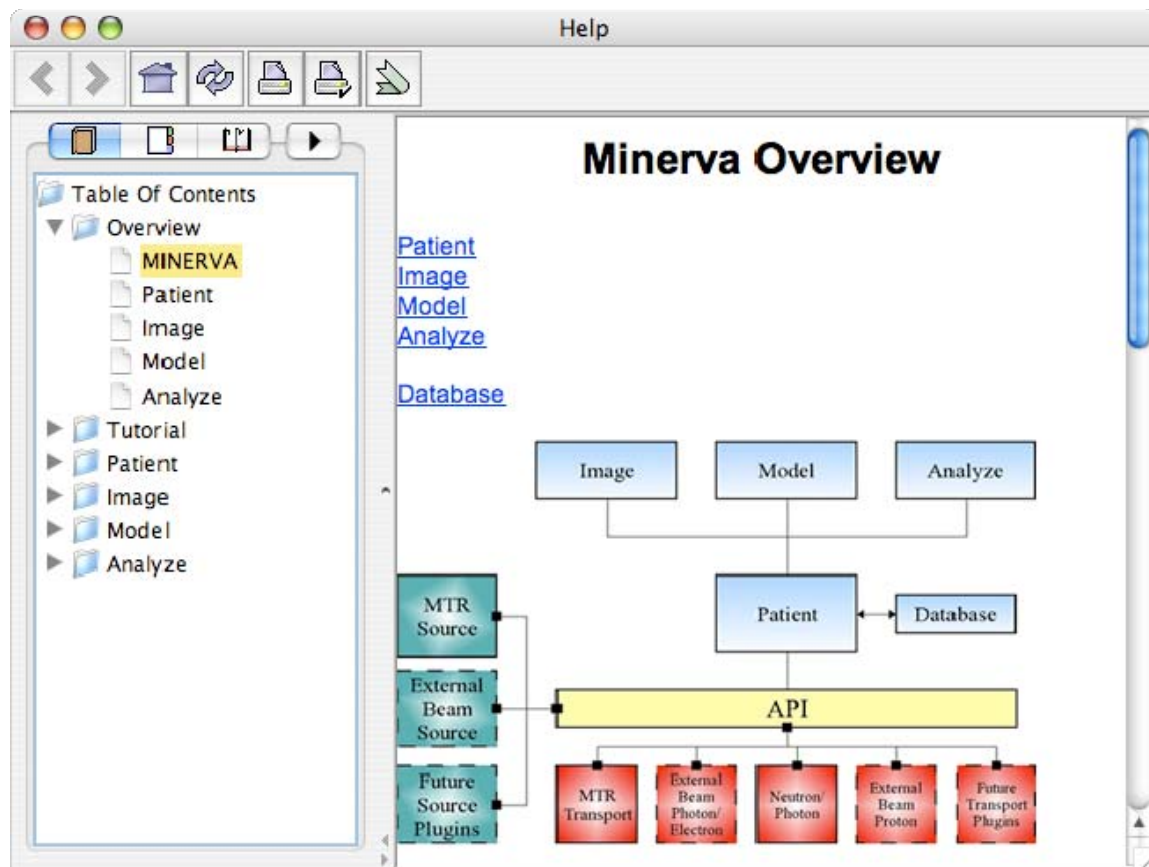 Help
Table Of Contents
Overview
MINERVA
Patient
Image
Model
Analyze
Tutorial
Patient
Image
Model
Analyze
Minerva Overview
Patient
Image
Model
Analyze
Database
Image
Model
Analyze
Patient
Database
MTR
Source
External
Beam
Source
Future
Source
Plugins
API
MTR
Transport
External
Beam
Photon/
Electron
Neutron/
Photon
External
Beam
Proton
Future
Transport
Plugins